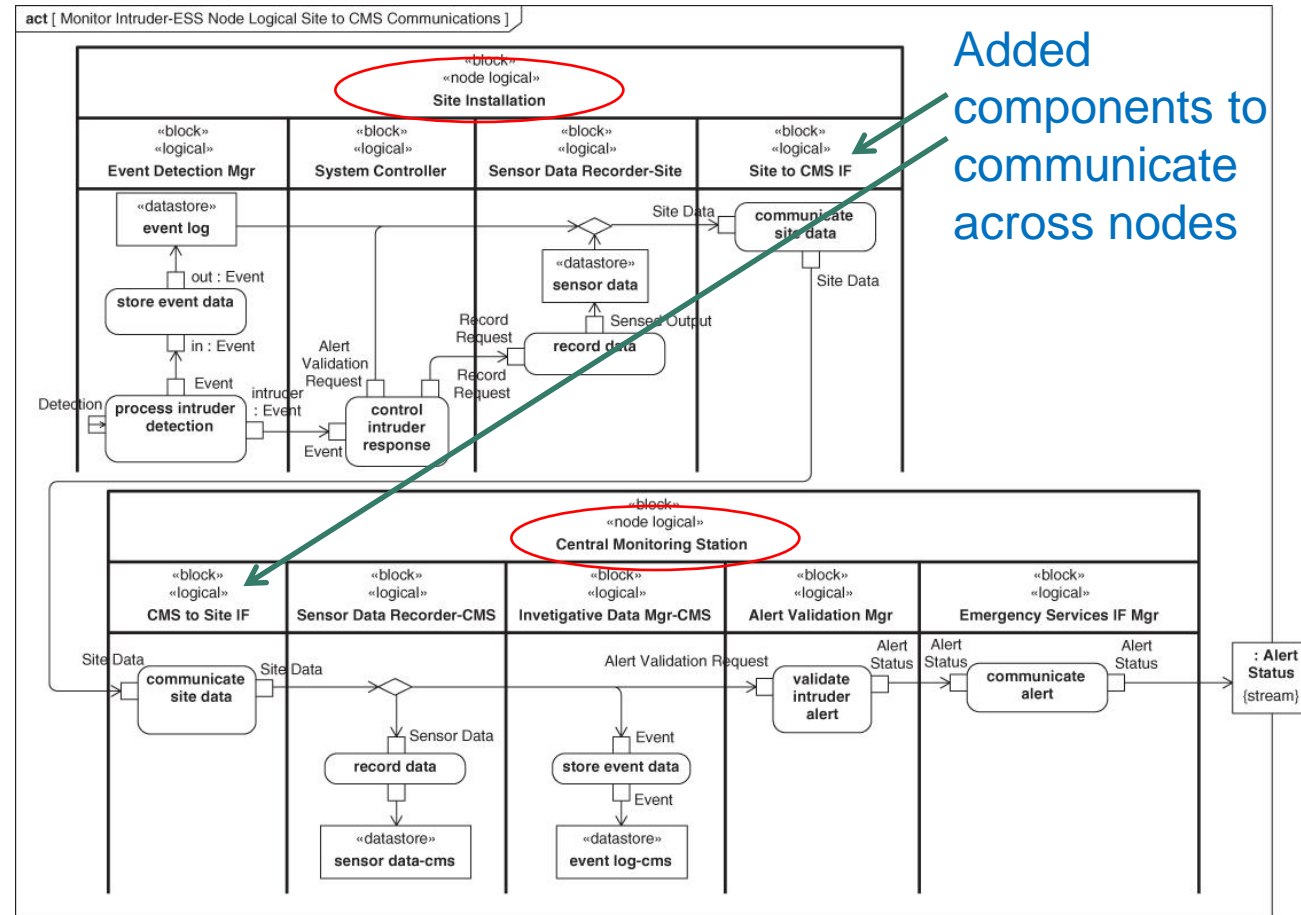 act [ Monitor Intruder-ESS Node Logical Site to CMS Communications ]
Added
components to
communicate
across nodes
«block»
«node logical»
Site Installation
«block»
«logical»
Event Detection Mgr
«block»
«logical»
System Controller
«block»
«logical»
Sensor Data Recorder-Site
«block»
«logical»
Site to CMS IF
«datastore»
event log
out : Event
store event data
in : Event
Event
Detection
process intruder
detection
intruder
: Event
Event
Alert
Validation
Request
control
intruder
response
Record
Request
Record
Request
«datastore»
sensor data
Sensed Output
record data
Site Data
communicate
site data
Site Data
«block»
«node logical»
Central Monitoring Station
«block»
«logical»
CMS to Site IF
«block»
«logical»
Sensor Data Recorder-CMS
«block»
«logical»
Invetigative Data Mgr-CMS
«block»
«logical»
Alert Validation Mgr
«block»
«logical»
Emergency Services IF Mgr
Site Data
communicate
site data
Site Data
Sensor Data
record data
«datastore»
sensor data-cms
Alert Validation Request
Event
store event data
Event
«datastore»
event log-cms
validate
intruder
alert
Alert
Status
Alert
Status
communicate
alert
Alert
Status
: Alert
Status
{stream}